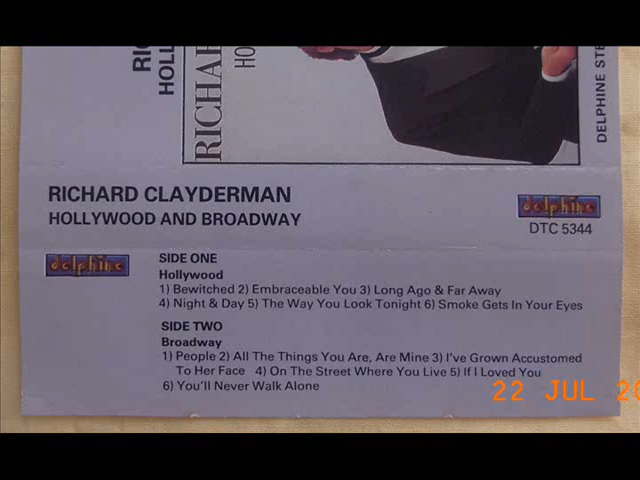 RICHARD CLAYDERMAN
HOLLYWOOD AND BROADWAY
delphine
DTC 5344
delphine
SIDE ONE
Hollywood
1) Bewitched 2) Embraceable You 3) Long Ago & Far Away
4) Night & Day 5) The Way You Look Tonight 6) Smoke Gets In Your Eyes
SIDE TWO
Broadway
1) People 2) All The Things You Are, Are Mine 3) I've Grown Accustomed
To Her Face 4) On The Street Where You Live 5) If I Loved You
6) You'll Never Walk Alone
22 JUL
DELPHINE